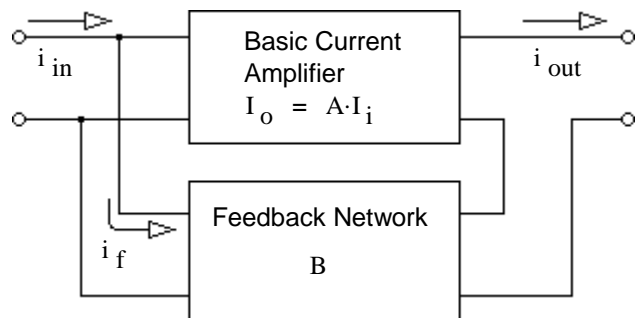 Basic Current
Amplifier
I o = A·I i
i in
i out
Feedback Network
B
i f